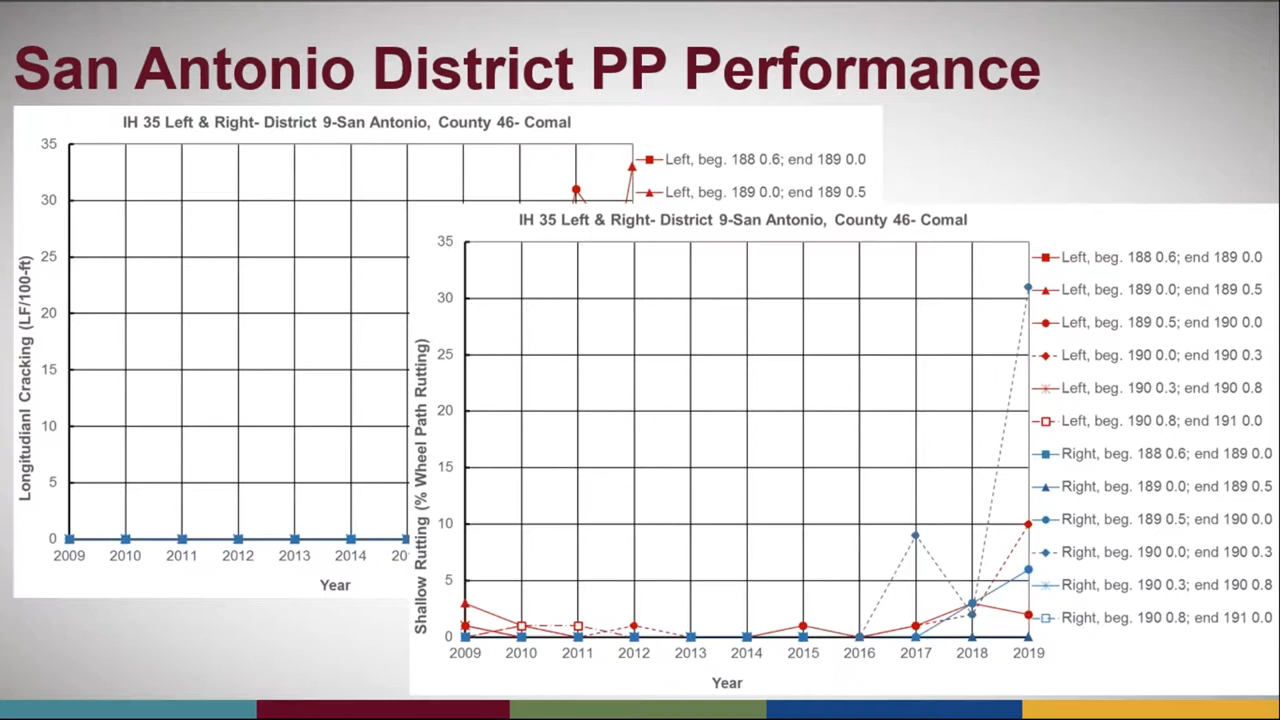 San Antonio District PP Performance
IH 35 Left & Right- District 9-San Antonio, County 46- Comal
Longitudianl Cracking (LF/100-ft)
35
30
25
20
15
10
5
0
2009 2010 2011 2012 2013 2014 20
Year
Left, beg. 188 0.6; end 189 0.0
Left, beg. 189 0.0; end 189 0.5
IH 35 Left & Right- District 9-San Antonio, County 46- Comal
Shallow Rutting (% Wheel Path Rutting)
35
30
25
20
15
10
5
0
2009 2010 2011 2012 2013 2014 2015 2016 2017 2018 2019
Year
Left, beg. 188 0.6; end 189 0.0
Left, beg. 189 0.0; end 189 0.5
Left, beg. 189 0.5; end 190 0.0
Left, beg. 190 0.0; end 190 0.3
Left, beg. 190 0.3; end 190 0.8
Left, beg. 190 0.8; end 191 0.0
Right, beg. 188 0.6; end 189 0.0
Right, beg. 189 0.0; end 189 0.5
Right, beg. 189 0.5; end 190 0.0
Right, beg. 190 0.0; end 190 0.3
Right, beg. 190 0.3; end 190 0.8
Right, beg. 190 0.8; end 191 0.0